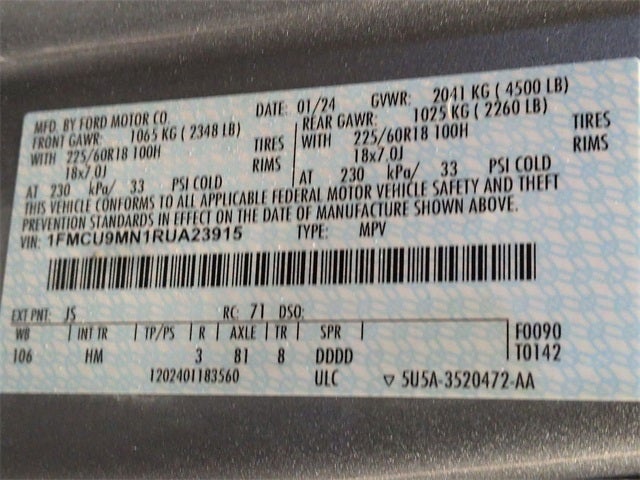 MFD. BY FORD MOTOR CO. DATE: 01/24 GVWR: 2041 KG ( 4500 LB)
FRONT GAWR: 1065 KG ( 2348 LB) REAR GAWR: 1025 KG ( 2260 LB)
WITH 225/60R18 100H TIRES WITH 225/60R18 100H TIRES
18x7.0J RIMS 18x7.0J RIMS
AT 230 kPa/ 33 PSI COLD AT 230 kPa/ 33 PSI COLD
THIS VEHICLE CONFORMS TO ALL APPLICABLE FEDERAL MOTOR VEHICLE SAFETY AND THEFT
PREVENTION STANDARDS IN EFFECT ON THE DATE OF MANUFACTURE SHOWN ABOVE.
VIN: 1FMCU9MN1RUA23915 TYPE: MPV
EXT PNT: JS RC: 71 DSO:
WB | INT TR | TP/PS | R | AXLE | TR | SPR F0090
106 HM 3 81 8 DDDD T0142
1202401183560 ULC ▽ 5U5A-3520472-AA